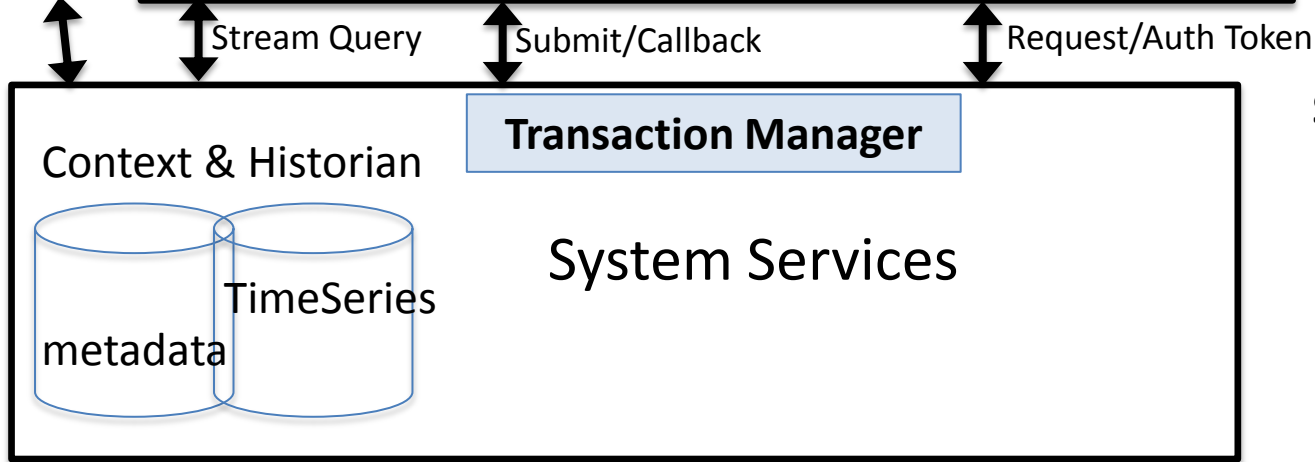 Stream Query
Submit/Callback
Request/Auth Token
Transaction Manager
Context & Historian
System Services
TimeSeries
metadata